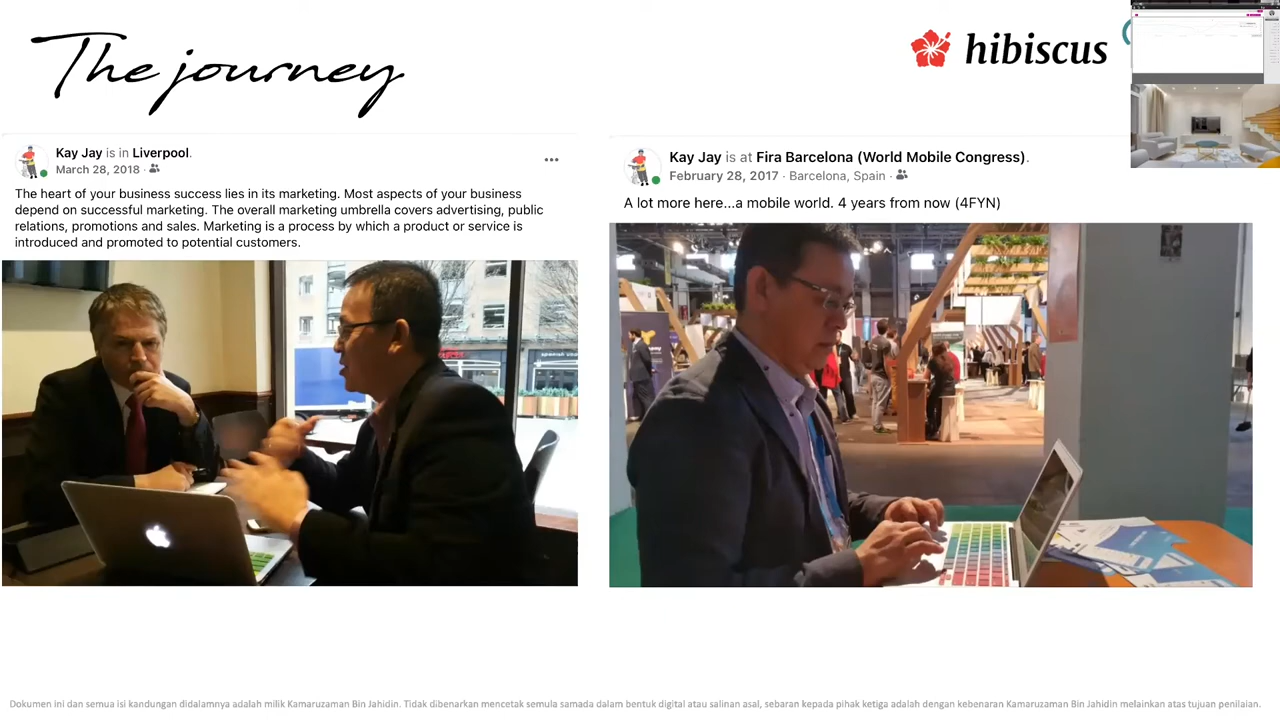 The journey
hibiscus
Kay Jay is in Liverpool.
March 28, 2018
The heart of your business success lies in its marketing. Most aspects of your business
depend on successful marketing. The overall marketing umbrella covers advertising, public
relations, promotions and sales. Marketing is a process by which a product or service is
introduced and promoted to potential customers.
Kay Jay is at Fira Barcelona (World Mobile Congress).
February 28, 2017 · Barcelona, Spain ·
A lot more here...a mobile world. 4 years from now (4FYN)
Dokumen ini dan semua isi kandungan didalamnya adalah milik Kamaruzaman Bin Jahidin. Tidak dibenarkan mencetak semula samada dalam bentuk digital atau salinan asal, sebaran kepada pihak ketiga adalah dengan kebenaran Kamaruzaman Bin Jahidin melainkan atas tujuan penilaian.